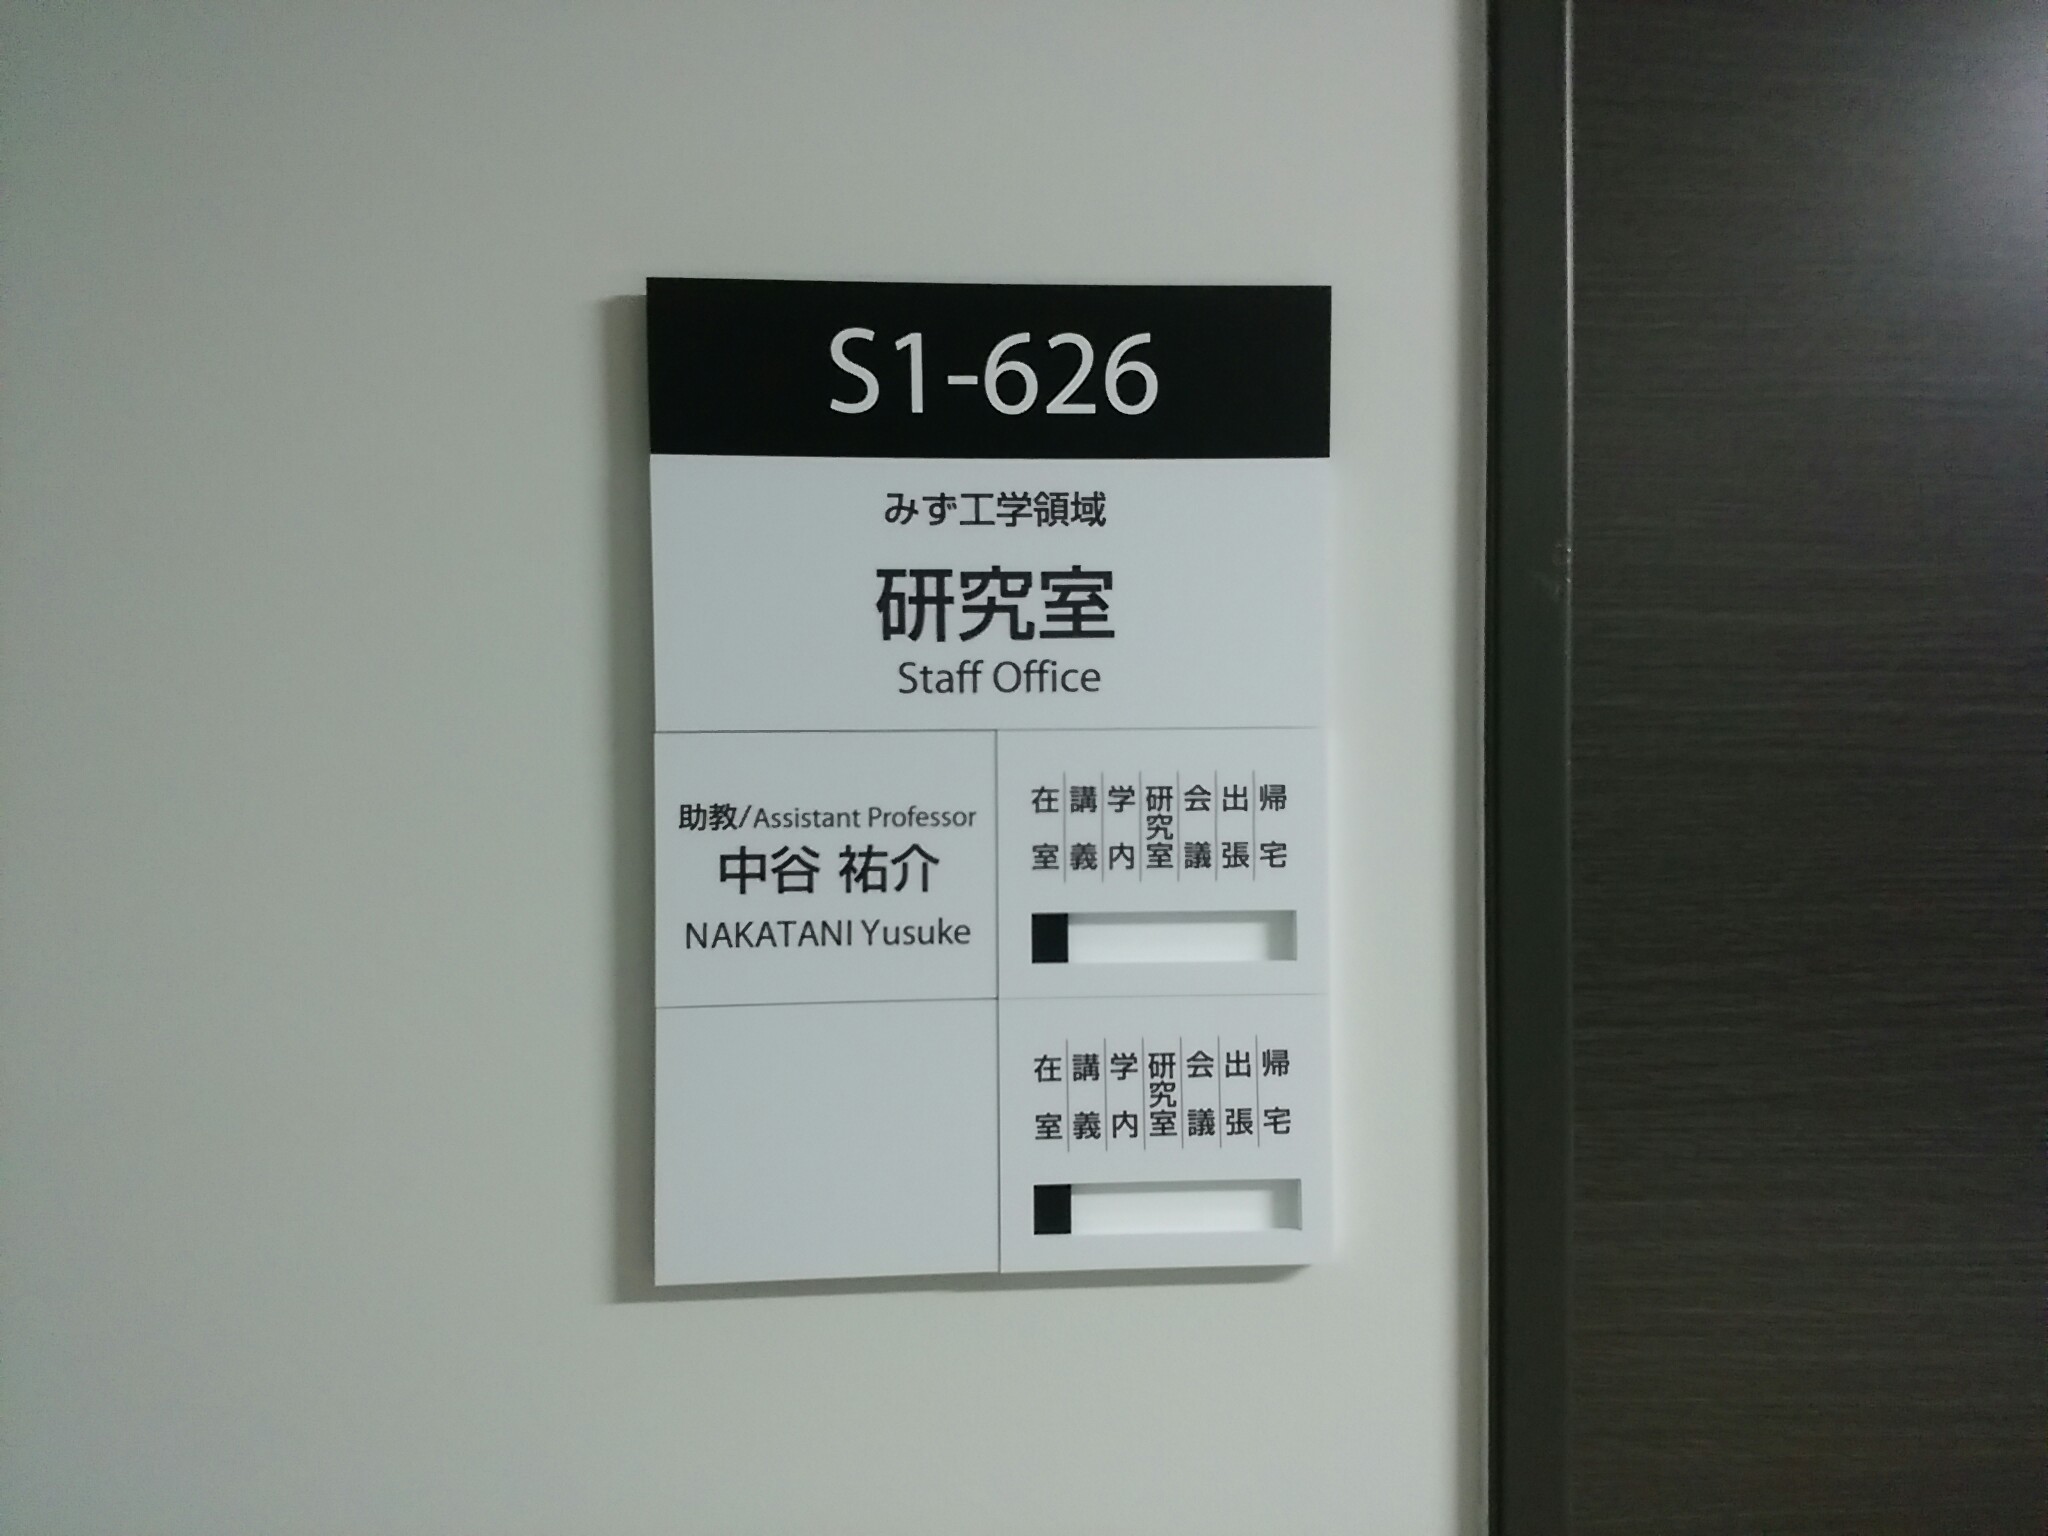 S1-626
みず工学領域
研究室
Staff Office
助教/Assistant Professor
中谷 祐介
NAKATANI Yusuke
在室 講義 学内 研究室 会議 出張 帰宅
在室 講義 学内 研究室 会議 出張 帰宅